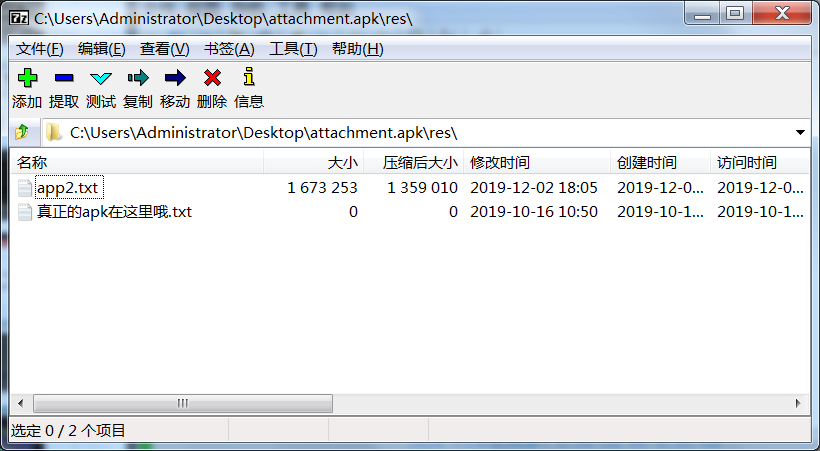 C:\Users\Administrator\Desktop\attachment.apk\res\
文件(F) 编辑(E) 查看(V) 书签(A) 工具(T) 帮助(H)
添加 提取 测试 复制 移动 删除 信息
C:\Users\Administrator\Desktop\attachment.apk\res\
名称 大小 压缩后大小 修改时间 创建时间 访问时间
app2.txt 1 673 253 1 359 010 2019-12-02 18:05 2019-12-0... 2019-12-0...
真正的apk在这里哦.txt 0 0 2019-10-16 10:50 2019-10-1... 2019-10-1...
选定 0 / 2 个项目